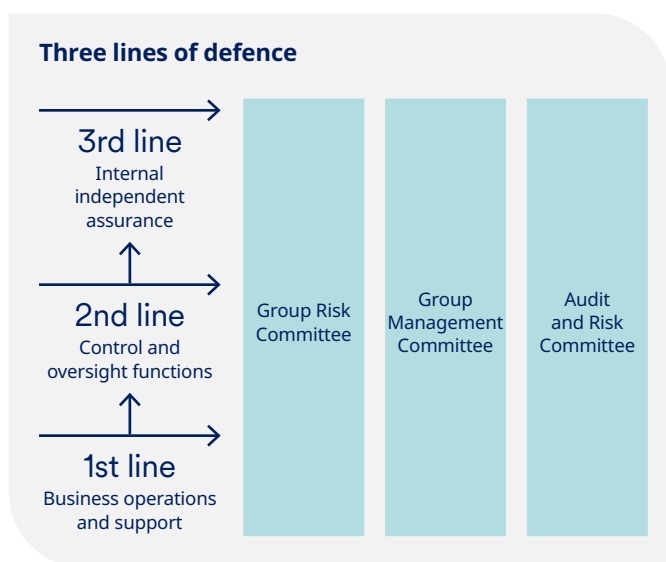 Three lines of defence
3rd line
Internal
independent
assurance
2nd line
Control and
oversight functions
1st line
Business operations
and support
Group Risk
Committee
Group
Management
Committee
Audit
and Risk
Committee